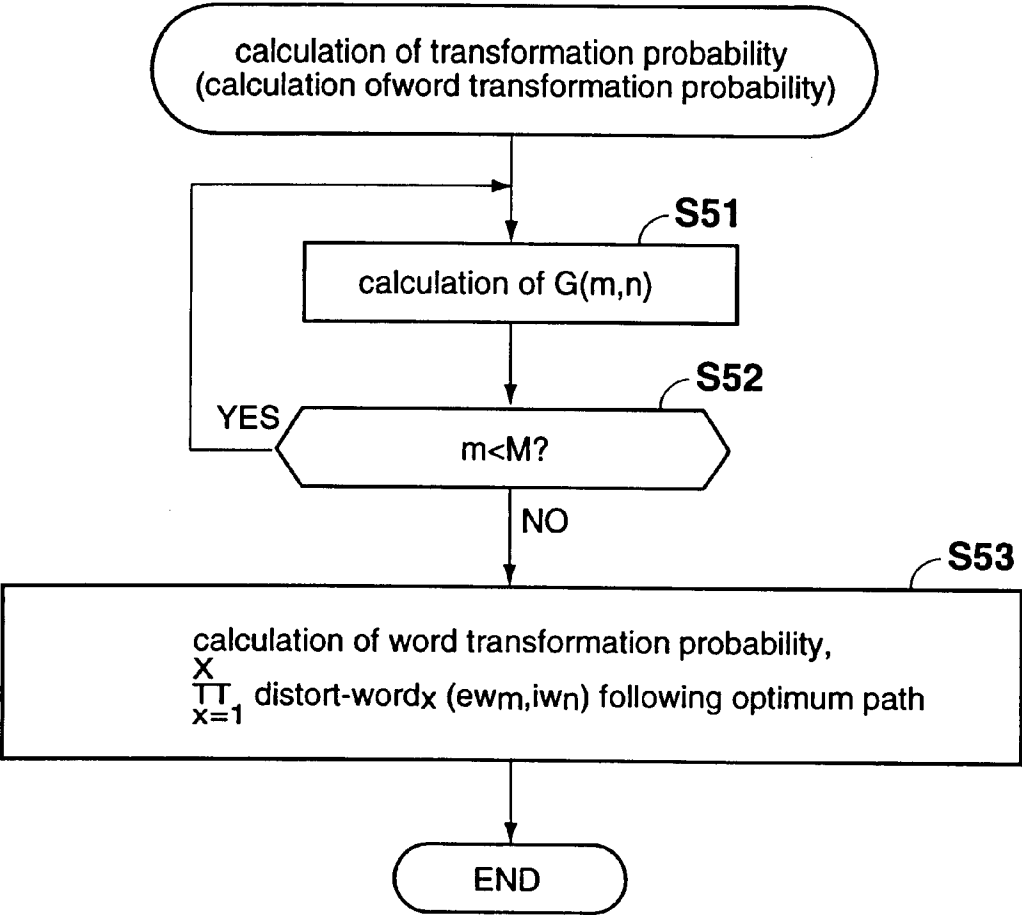 calculation of transformation probability
(calculation ofword transformation probability)
S51
calculation of G(m,n)
S52
YES
m<M?
NO
S53
calculation of word transformation probability,
X
Π distort-wordx (ewm,iwn) following optimum path
x=1
END